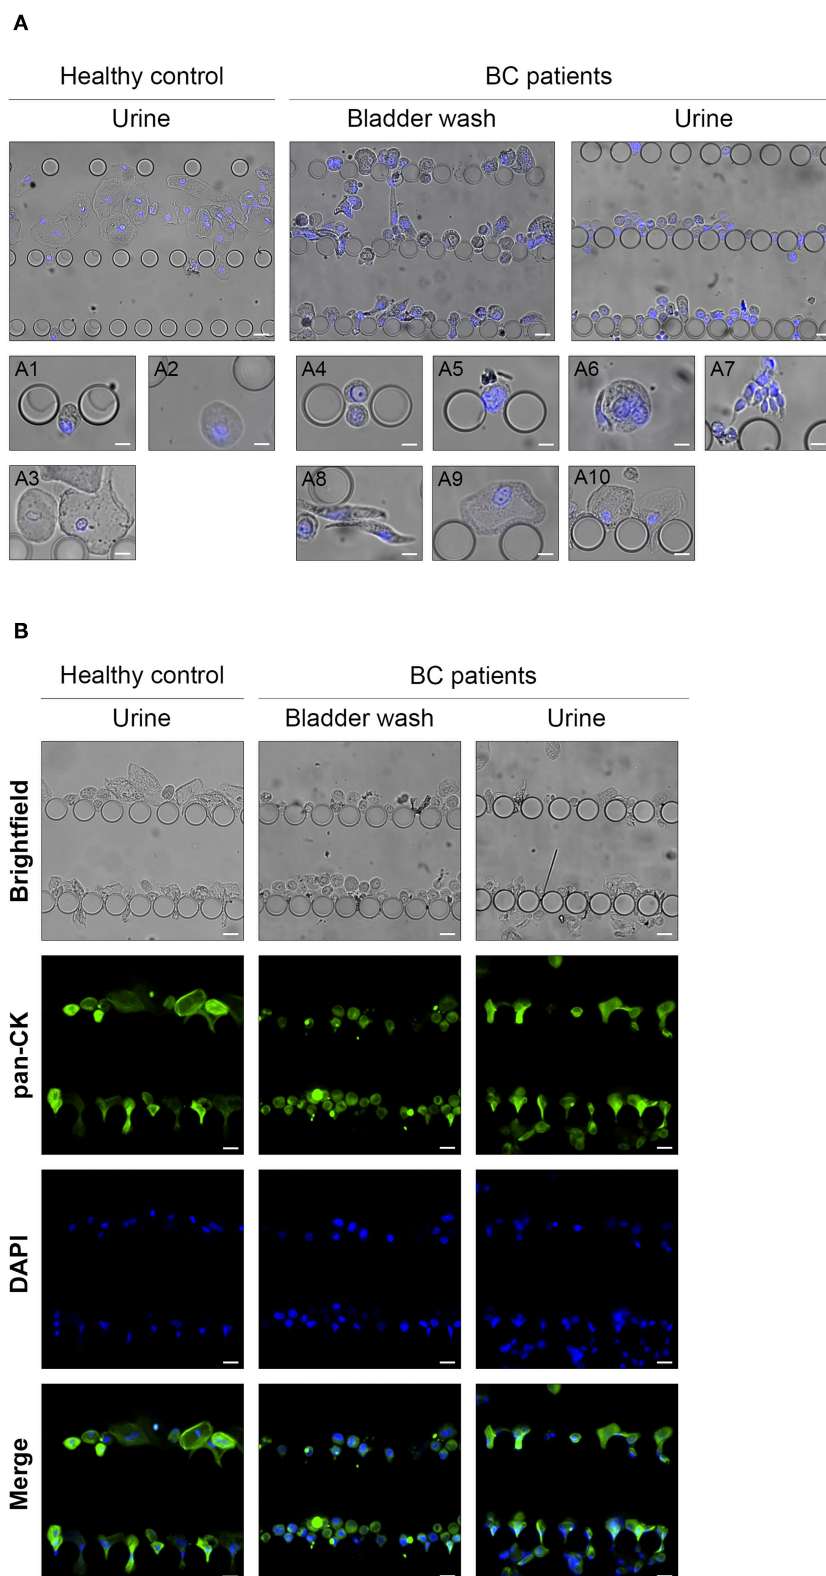 A
Healthy control
BC patients
Urine
Bladder wash
Urine
A1
A2
A4
A5
A6
A7
A3
A8
A9
A10
B
Healthy control
BC patients
Urine
Bladder wash
Urine
Brightfield
pan-CK
DAPI
Merge